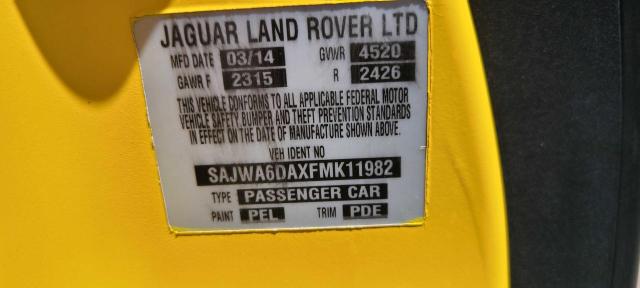 JAGUAR LAND ROVER LTD
MFD DATE 03/14 GVWR 4520
GAWR F 2315 R 2426
THIS VEHICLE CONFORMS TO ALL APPLICABLE FEDERAL MOTOR
VEHICLE SAFETY, BUMPER AND THEFT PREVENTION STANDARDS
IN EFFECT ON THE DATE OF MANUFACTURE SHOWN ABOVE.
VEH IDENT NO
SAJWA6DAXFMK11982
TYPE PASSENGER CAR
PAINT PEL TRIM PDE